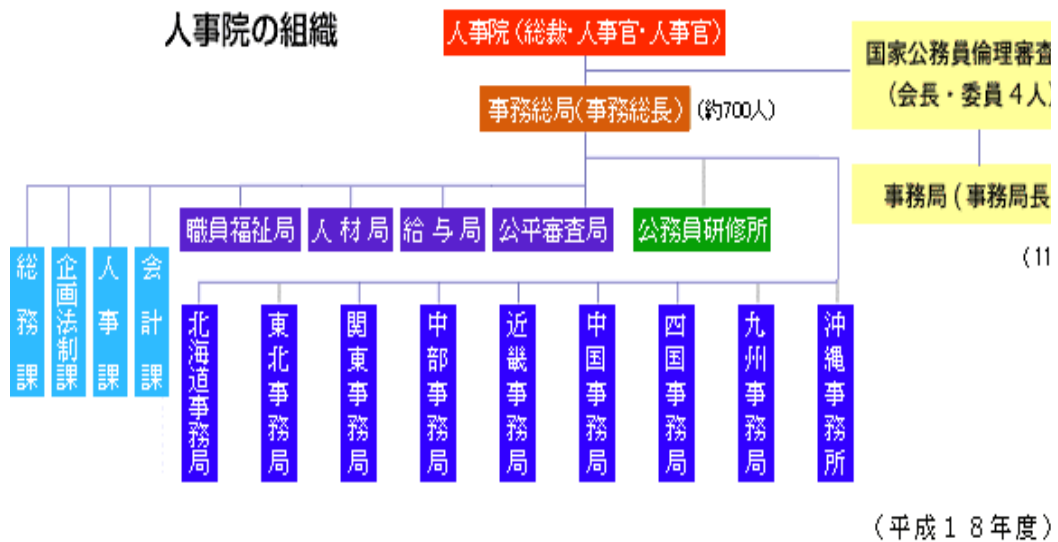 人事院の組織
人事院(総裁・人事官・人事官)
国家公務員倫理審査
(会長・委員4人)
事務総局(事務総長)
(約700人)
事務局(事務局長
(11
職員福祉局
人材局
給与局
公平審査局
公務員研修所
総務課
企画法制課
人事課
会計課
北海道事務局
東北事務局
関東事務局
中部事務局
近畿事務局
中国事務局
四国事務局
九州事務局
沖縄事務所
(平成18年度)